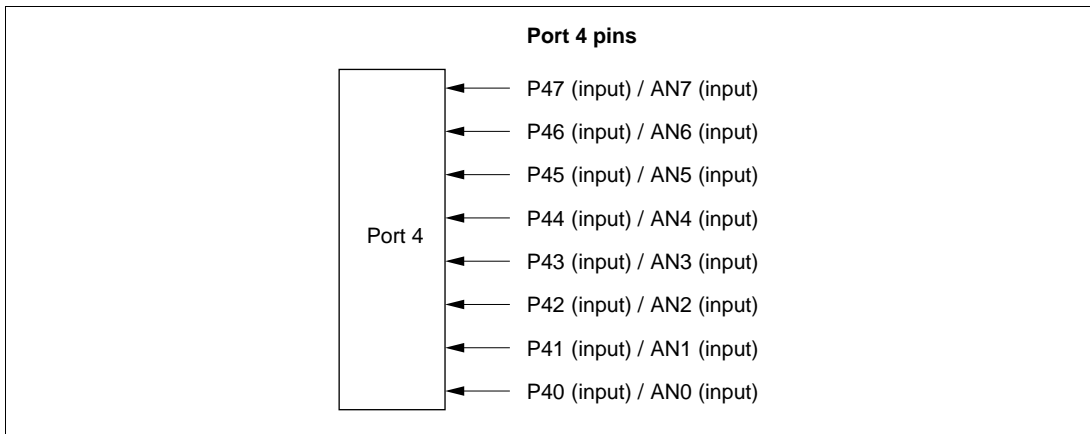 Port 4 pins
P47 (input) / AN7 (input)
P46 (input) / AN6 (input)
P45 (input) / AN5 (input)
P44 (input) / AN4 (input)
Port 4
P43 (input) / AN3 (input)
P42 (input) / AN2 (input)
P41 (input) / AN1 (input)
P40 (input) / AN0 (input)